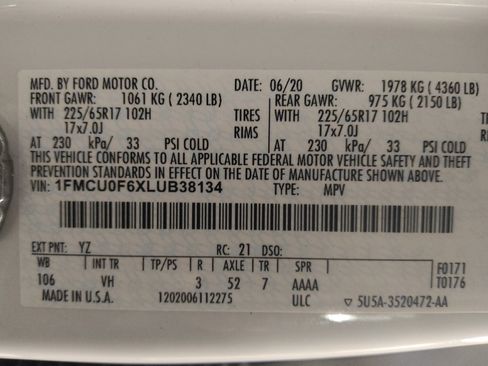 MFD. BY FORD MOTOR CO. DATE: 06/20 GVWR: 1978 KG ( 4360 LB)
FRONT GAWR: 1061 KG ( 2340 LB) REAR GAWR: 975 KG ( 2150 LB)
WITH 225/65R17 102H TIRES WITH 225/65R17 102H
17x7.0J RIMS 17x7.0J
AT 230 kPa/ 33 PSI COLD AT 230 kPa/ 33 PSI COLD
THIS VEHICLE CONFORMS TO ALL APPLICABLE FEDERAL MOTOR VEHICLE SAFETY AND THEFT
PREVENTION STANDARDS IN EFFECT ON THE DATE OF MANUFACTURE SHOWN ABOVE.
VIN: 1FMCU0F6XLUB38134 TYPE: MPV
EXT PNT: YZ RC: 21 DSO:
WB INT TR TP/PS R AXLE TR SPR F0171
106 VH 3 52 7 AAAA T0176
MADE IN U.S.A. 1202006112275 ULC ▽ 5U5A-3520472-AA